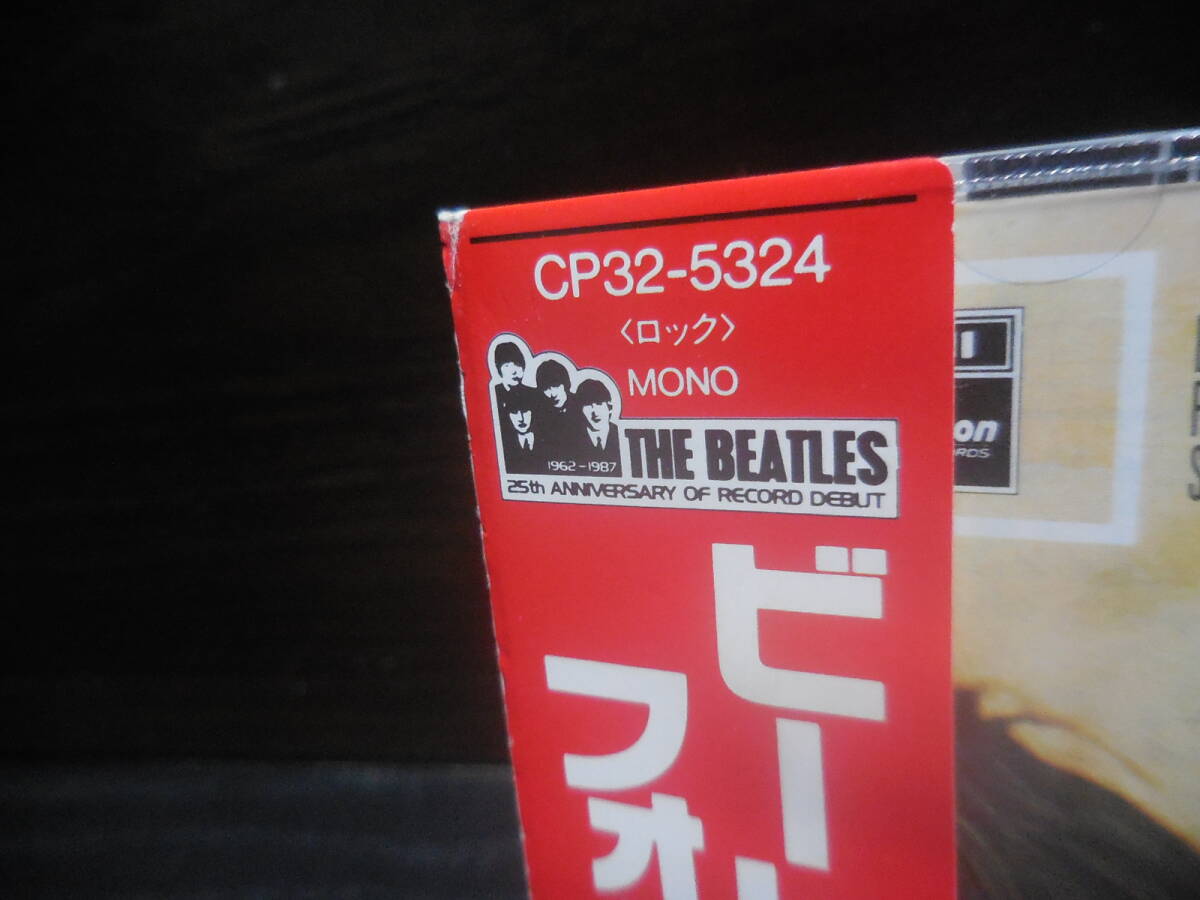 CP32-5324
〈ロック〉
MONO
1962-1987
THE BEATLES
25th ANNIVERSARY OF RECORD DEBUT
ビー
フォ